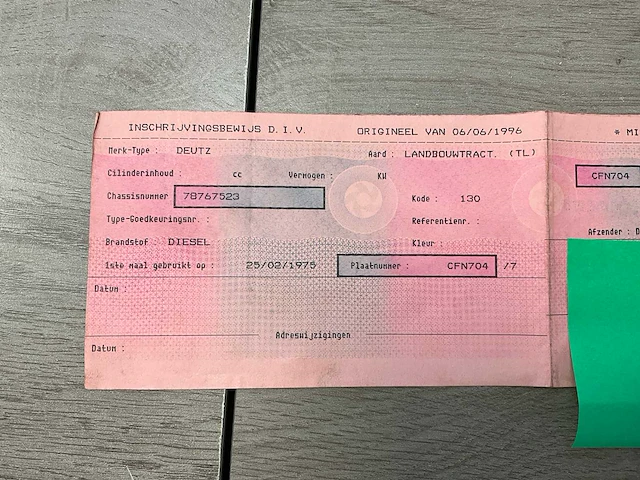 INSCHRIJVINGSBEWIJS D.I.V. ORIGINEEL VAN 06/06/1996
Merk-Type : DEUTZ Aard : LANDBOUWTRACT. (TL)
Cilinderinhoud : cc Vermogen : KW
Chassisnummer 78767523 Kode : 130
Type-Goedkeuringsnr. : Referentienr. :
Brandstof : DIESEL Kleur :
1ste maal gebruikt op : 25/02/1975 Plaatnummer : CFN704 /7
Datum :
Adreswijzigingen
Datum :
* MI
CFN704
Afzender : D